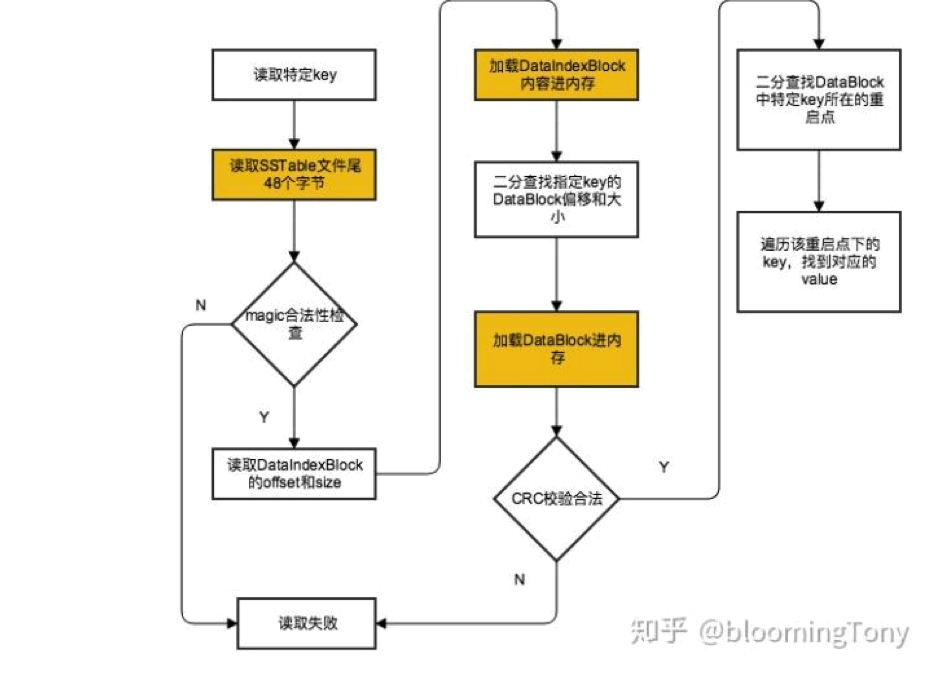 读取特定key
读取SSTable文件尾
48个字节
N
magic合法性检
查
Y
读取DataIndexBlock
的offset和size
读取失败
加载DataIndexBlock
内容进内存
二分查找指定key的
DataBlock偏移和大
小
加载DataBlock进内
存
CRC校验合法
Y
N
二分查找DataBlock
中特定key所在的重
启点
遍历该重启点下的
key，找到对应的
value
知乎 @bloomingTony